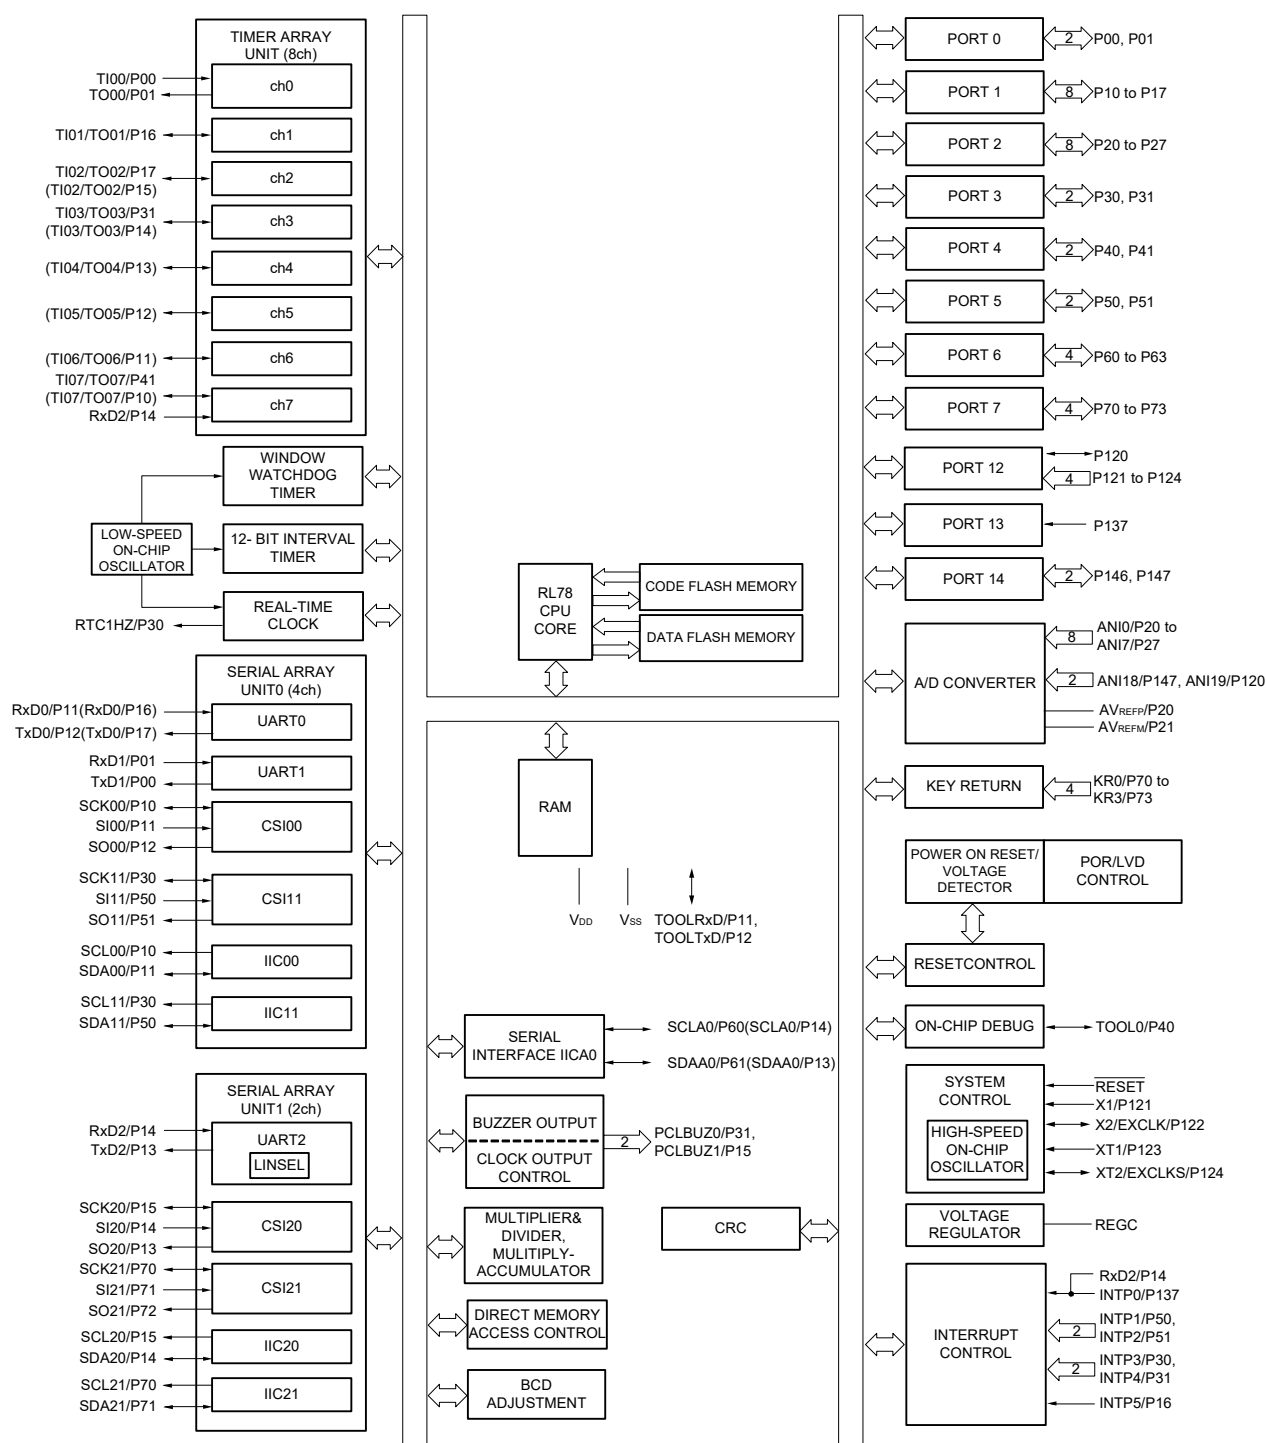 TIMER ARRAY
UNIT (8ch)
TI00/P00
TO00/P01
ch0
TI01/TO01/P16
ch1
TI02/TO02/P17
(TI02/TO02/P15)
ch2
TI03/TO03/P31
(TI03/TO03/P14)
ch3
(TI04/TO04/P13)
ch4
(TI05/TO05/P12)
ch5
(TI06/TO06/P11)
ch6
TI07/TO07/P41
(TI07/TO07/P10)
RxD2/P14
ch7
WINDOW
WATCHDOG
TIMER
LOW-SPEED
ON-CHIP
OSCILLATOR
12- BIT INTERVAL
TIMER
REAL-TIME
CLOCK
RTC1HZ/P30
SERIAL ARRAY
UNIT0 (4ch)
RxD0/P11(RxD0/P16)
TxD0/P12(TxD0/P17)
UART0
RxD1/P01
TxD1/P00
UART1
SCK00/P10
SI00/P11
SO00/P12
CSI00
SCK11/P30
SI11/P50
SO11/P51
CSI11
SCL00/P10
SDA00/P11
IIC00
SCL11/P30
SDA11/P50
IIC11
SERIAL ARRAY
UNIT1 (2ch)
RxD2/P14
TxD2/P13
UART2
LINSEL
SCK20/P15
SI20/P14
SO20/P13
CSI20
SCK21/P70
SI21/P71
SO21/P72
CSI21
SCL20/P15
SDA20/P14
IIC20
SCL21/P70
SDA21/P71
IIC21
RL78
CPU
CORE
CODE FLASH MEMORY
DATA FLASH MEMORY
RAM
VDD
VSS
TOOLRxD/P11,
TOOLTxD/P12
SERIAL
INTERFACE IICA0
SCLA0/P60(SCLA0/P14)
SDAA0/P61(SDAA0/P13)
BUZZER OUTPUT
CLOCK OUTPUT
CONTROL
2
PCLBUZ0/P31,
PCLBUZ1/P15
MULTIPLIER&
DIVIDER,
MULITIPLY-
ACCUMULATOR
CRC
DIRECT MEMORY
ACCESS CONTROL
BCD
ADJUSTMENT
PORT 0
2
P00, P01
PORT 1
8
P10 to P17
PORT 2
8
P20 to P27
PORT 3
2
P30, P31
PORT 4
2
P40, P41
PORT 5
2
P50, P51
PORT 6
4
P60 to P63
PORT 7
4
P70 to P73
PORT 12
P120
4
P121 to P124
PORT 13
P137
PORT 14
2
P146, P147
A/D CONVERTER
8
ANI0/P20 to
ANI7/P27
2
ANI18/P147, ANI19/P120
AVREFP/P20
AVREFM/P21
KEY RETURN
4
KR0/P70 to
KR3/P73
POWER ON RESET/
VOLTAGE
DETECTOR
POR/LVD
CONTROL
RESETCONTROL
ON-CHIP DEBUG
TOOL0/P40
SYSTEM
CONTROL
HIGH-SPEED
ON-CHIP
OSCILLATOR
RESET
X1/P121
X2/EXCLK/P122
XT1/P123
XT2/EXCLKS/P124
VOLTAGE
REGULATOR
REGC
INTERRUPT
CONTROL
RxD2/P14
INTP0/P137
2
INTP1/P50,
INTP2/P51
2
INTP3/P30,
INTP4/P31
INTP5/P16